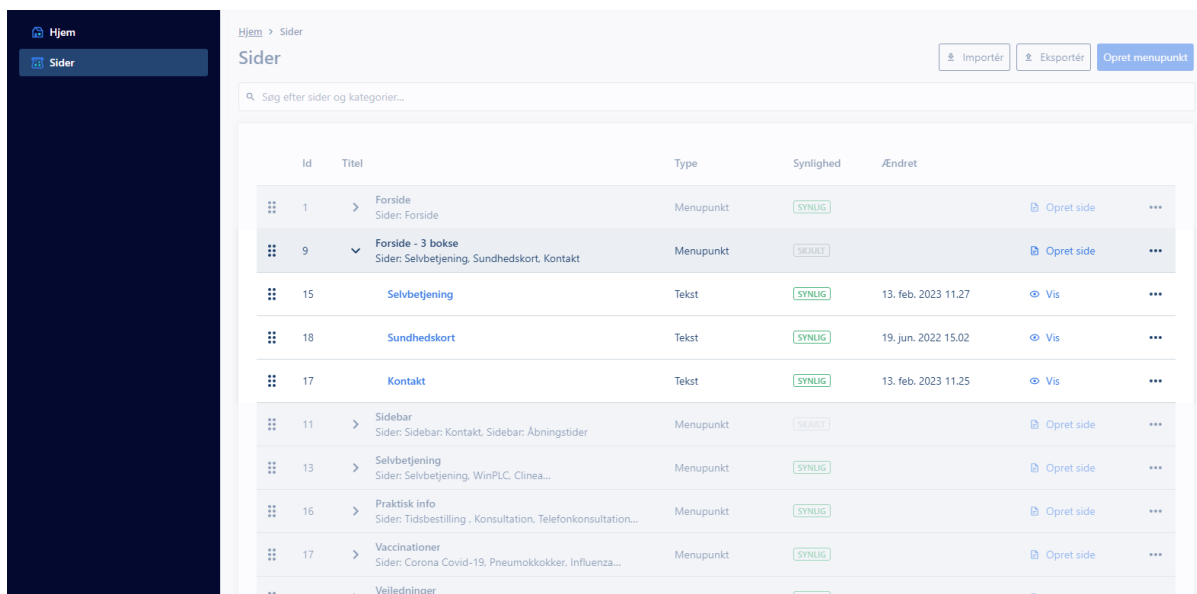 Hjem
Sider
Hjem > Sider
Sider
Importér
Eksportér
Opret menupunkt
Søg efter sider og kategorier...
Id Titel Type Synlighed Ændret
1 Forside Menupunkt SYNLIG Opret side
Sider: Forside
9 Forside - 3 bokse Menupunkt SKJULT Opret side
Sider: Selvbetjening, Sundhedskort, Kontakt
15 Selvbetjening Tekst SYNLIG 13. feb. 2023 11.27 Vis
18 Sundhedskort Tekst SYNLIG 19. jun. 2022 15.02 Vis
17 Kontakt Tekst SYNLIG 13. feb. 2023 11.25 Vis
11 Sidebar Menupunkt SKJULT Opret side
Sider: Sidebar: Kontakt, Sidebar: Åbningstider
13 Selvbetjening Menupunkt SYNLIG Opret side
Sider: Selvbetjening, WinPLC, Clinea...
16 Praktisk info Menupunkt SYNLIG Opret side
Sider: Tidsbestilling , Konsultation, Telefonkonsultation...
17 Vaccinationer Menupunkt SYNLIG Opret side
Sider: Corona Covid-19, Pneumokkokker, Influenza...
Vejledninger